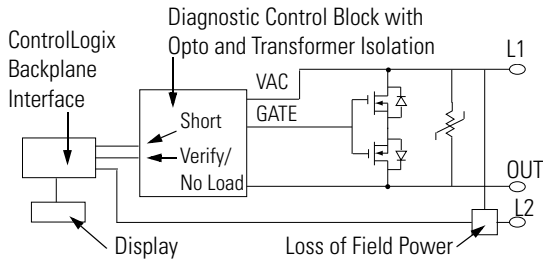 Diagnostic Control Block with
Opto and Transformer Isolation
ControlLogix
Backplane
Interface
L1
VAC
GATE
Short
Verify/
No Load
OUT
L2
Display
Loss of Field Power